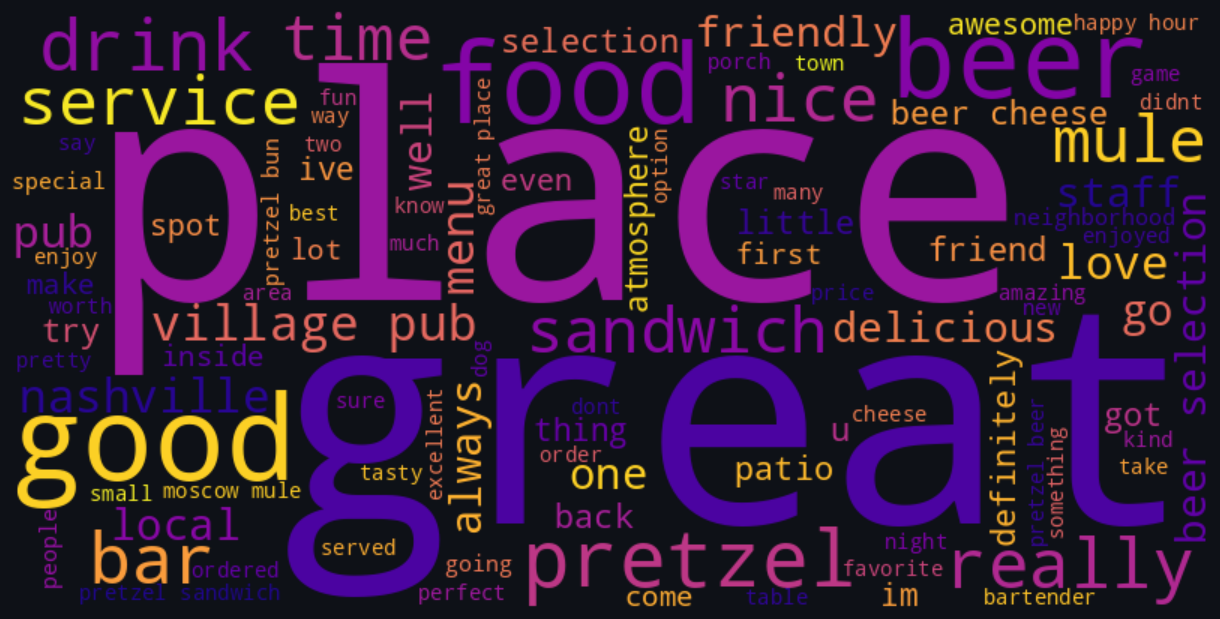 drink
time
food
selection
friendly
beer
awesome
happy hour
porch
town
game
service
fun
way
well
great place
nice
beer cheese
didnt
mule
say
special
pretzel bun
two
ive
even
atmosphere
option
star
many
staff
place
pub
spot
best
know
menu
little
neighborhood
enjoyed
enjoy
lot
much
first
friend
love
make
area
price
amazing
new
worth
try
village pub
sandwich
delicious
go
beer selection
pretty
inside
dog
great
nashville
sure
excellent
always
dont
cheese
definitely
pretzel beer
got
good
thing
u
kind
order
something
tasty
one
patio
take
small
moscow mule
people
local
back
bar
served
ordered
going
pretzel
night
favorite
really
pretzel sandwich
perfect
come
table
im
bartender